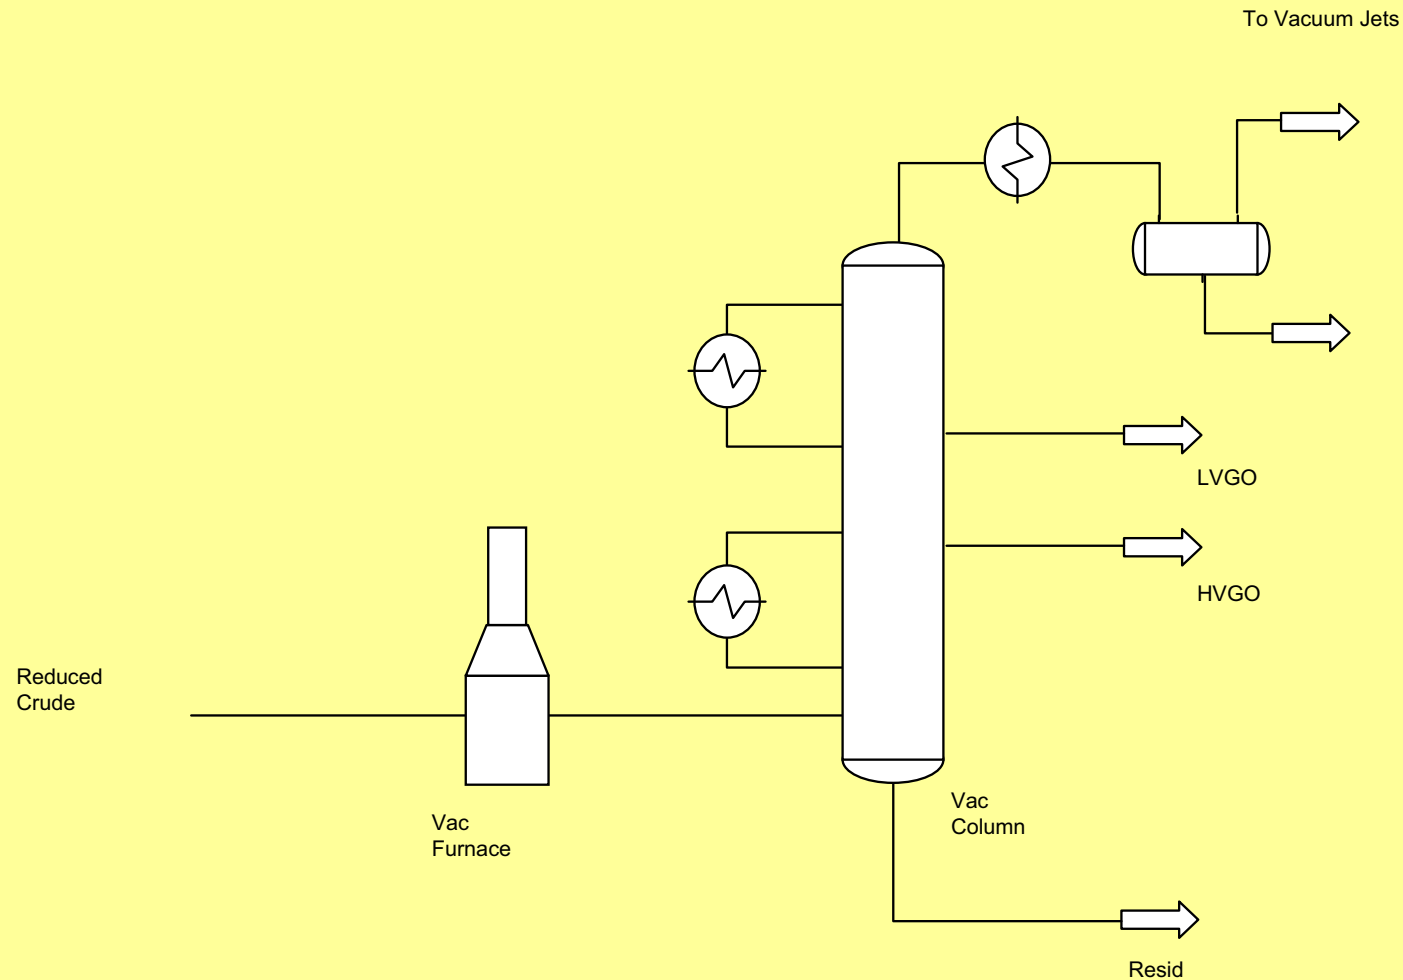 To Vacuum Jets
LVGO
HVGO
Reduced
Crude
Vac
Furnace
Vac
Column
Resid